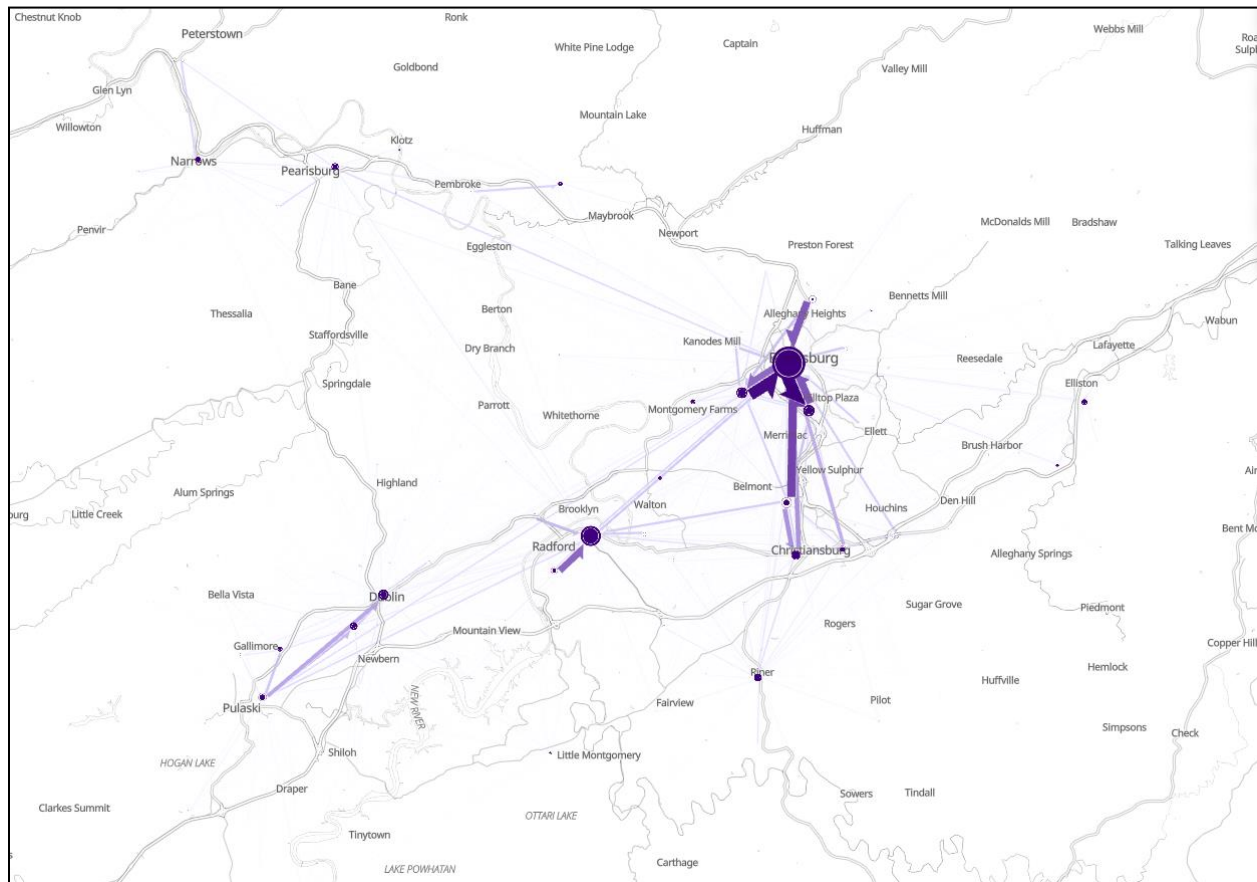 Chestnut Knob
Ronk
Peterstown
White Pine Lodge
Captain
Webbs Mill
Goldbond
Valley Mill
Glen Lyn
Mountain Lake
Willowton
Huffman
Klotz
Narrows
Pearisburg
Pembroke
Maybrook
Newport
Penvir
McDonalds Mill
Bradshaw
Eggleston
Preston Forest
Talking Leaves
Bane
Bennetts Mill
Berton
Thessalia
Alleghany Heights
Wabun
Staffordsville
Kanodes Mill
Dry Branch
Lafayette
Reesedale
Springdale
Elliston
Parrott
Whitethorne
Montgomery Farms
Ellett
Brush Harbor
Yellow Sulphur
Highland
Belmont
Alum Springs
Den Hill
Little Creek
Brooklyn
Walton
Houchins
Radford
Christiansburg
Alleghany Springs
Bella Vista
Dublin
Sugar Grove
Piedmont
Mountain View
Rogers
Gallimore
Copper Hill
Newbern
Riner
Hemlock
Huffville
Pulaski
NEW RIVER
Fairview
Pilot
Simpsons
Check
Shiloh
Little Montgomery
HOGAN LAKE
Draper
Sowers
Tindall
Clarkes Summit
OTTARI LAKE
Tinytown
Carthage
LAKE POWHATAN